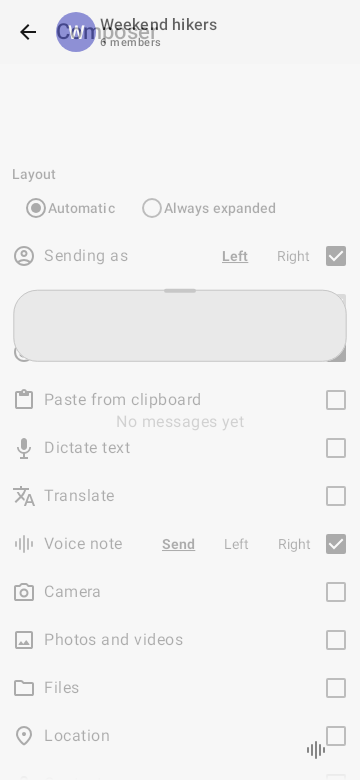 Composer
W
Weekend hikers
6 members
Layout
Automatic
Always expanded
Sending as
Left
Right
Paste from clipboard
No messages yet
Dictate text
Translate
Voice note
Send
Left
Right
Camera
Photos and videos
Files
Location